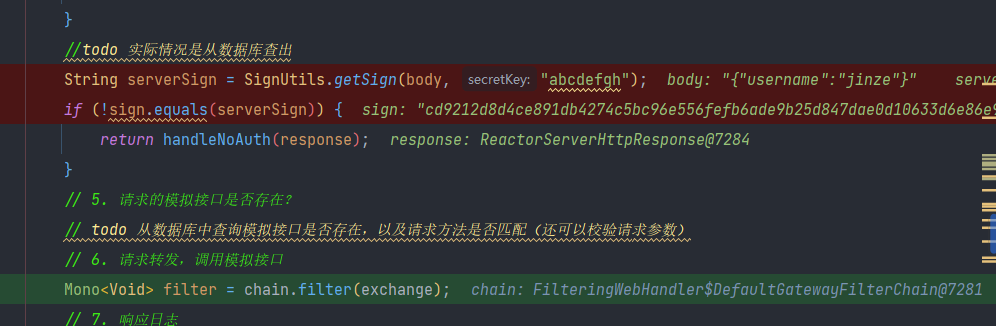 }
//todo 实际情况是从数据库查出
String serverSign = SignUtils.getSign(body, secretKey: "abcdefgh"); body: "{"username":"jinze"}" serve
if (!sign.equals(serverSign)) { sign: "cd9212d8d4ce891db4274c5bc96e556fefb6ade9b25d847dae0d10633d6e86e9
return handleNoAuth(response); response: ReactorServerHttpResponse@7284
}
// 5. 请求的模拟接口是否存在?
// todo 从数据库中查询模拟接口是否存在，以及请求方法是否匹配（还可以校验请求参数）
// 6. 请求转发，调用模拟接口
Mono<Void> filter = chain.filter(exchange); chain: FilteringWebHandler$DefaultGatewayFilterChain@7281
// 7. 响应日志